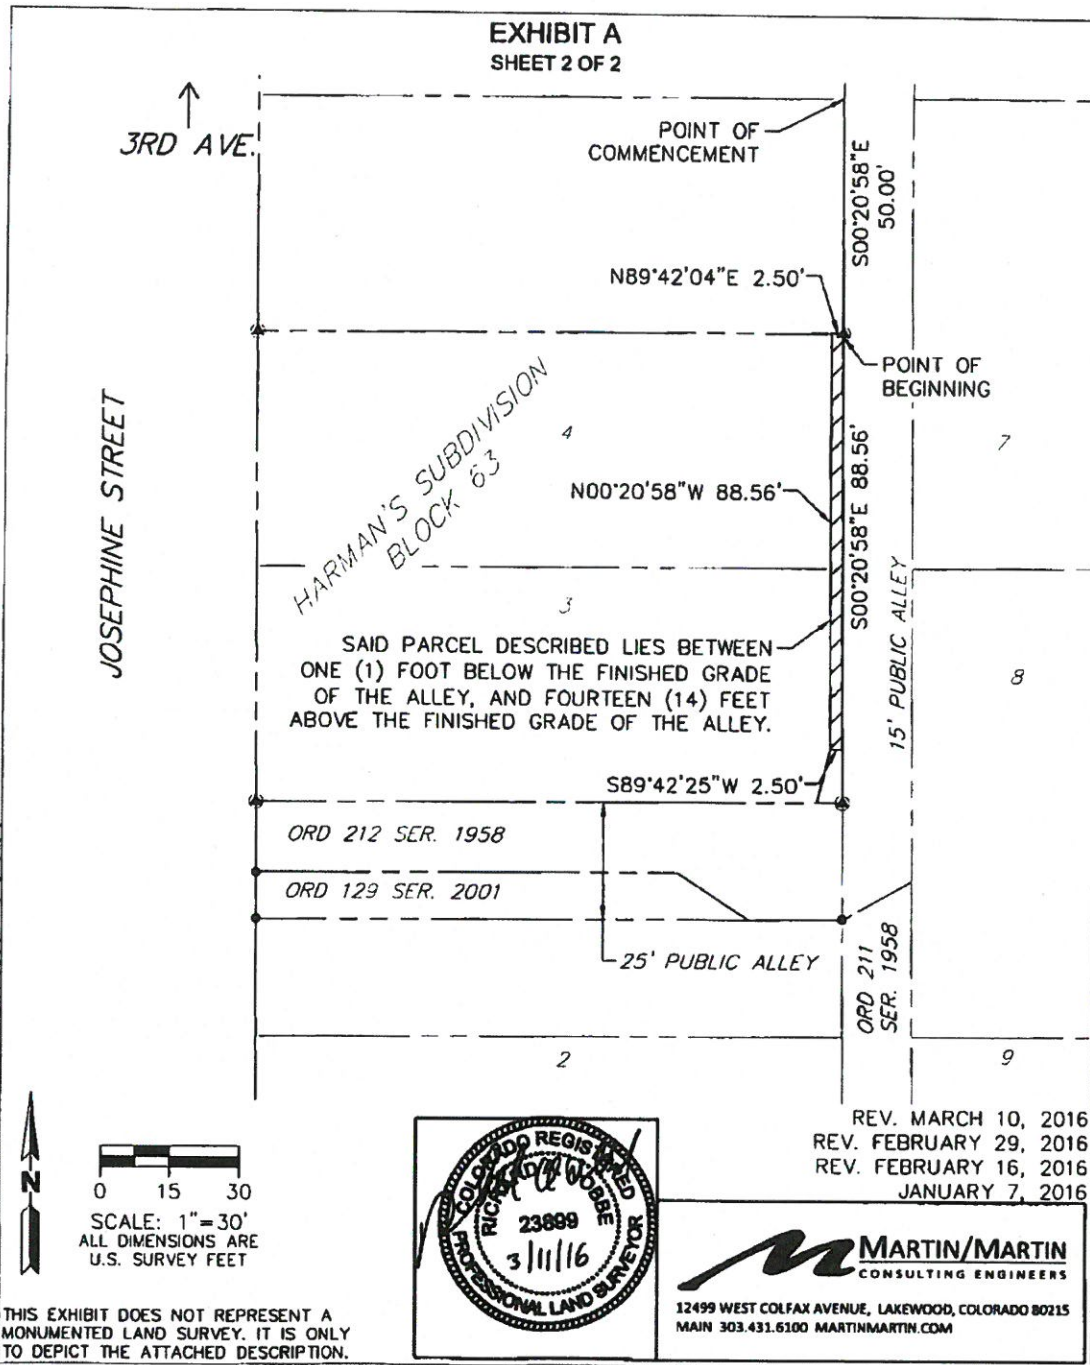 EXHIBIT A
SHEET 2 OF 2
3RD AVE.
POINT OF
COMMENCEMENT
S00°20'58"E
50.00'
N89°42'04"E 2.50'
POINT OF
BEGINNING
JOSEPHINE STREET
HARMAN'S SUBDIVISION
BLOCK 63
4
7
N00°20'58"W 88.56'
S00°20'58"E 88.56'
15' PUBLIC ALLEY
3
8
SAID PARCEL DESCRIBED LIES BETWEEN
ONE (1) FOOT BELOW THE FINISHED GRADE
OF THE ALLEY, AND FOURTEEN (14) FEET
ABOVE THE FINISHED GRADE OF THE ALLEY.
S89°42'25"W 2.50'
ORD 212 SER. 1958
ORD 129 SER. 2001
25' PUBLIC ALLEY
ORD 211
SER. 1958
2
9
N
0 15 30
SCALE: 1"=30'
ALL DIMENSIONS ARE
U.S. SURVEY FEET
THIS EXHIBIT DOES NOT REPRESENT A
MONUMENTED LAND SURVEY. IT IS ONLY
TO DEPICT THE ATTACHED DESCRIPTION.
COLORADO REGISTERED
23899
3/11/16
PROFESSIONAL LAND SURVEYOR
REV. MARCH 10, 2016
REV. FEBRUARY 29, 2016
REV. FEBRUARY 16, 2016
JANUARY 7, 2016
MARTIN/MARTIN
CONSULTING ENGINEERS
12499 WEST COLFAX AVENUE, LAKEWOOD, COLORADO 80215
MAIN 303.431.6100 MARTINMARTIN.COM